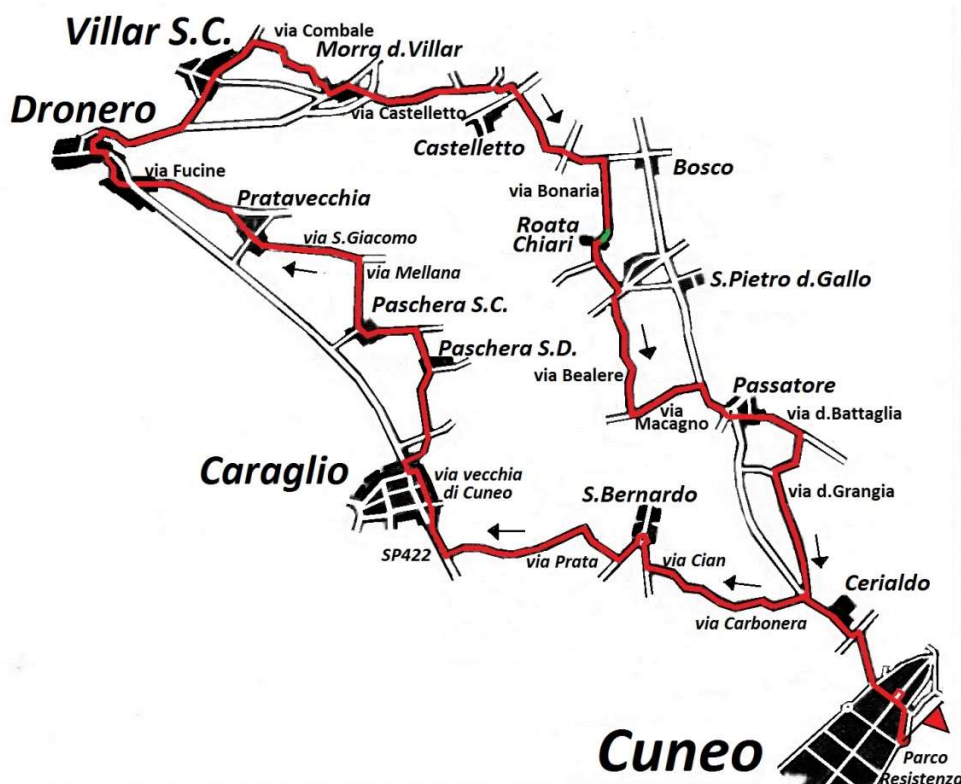 Villar S.C.
via Combale
Morra d.Villar
Dronero
via Castelletto
Castelletto
via Fucine
via Bonaria
Bosco
Pratavecchia
Roata
Chiari
via S.Giacomo
via Mellana
S.Pietro d.Gallo
Paschera S.C.
Paschera S.D.
via Bealere
Passatore
via
Macagno
via d.Battaglia
Caraglio
via vecchia
di Cuneo
S.Bernardo
via d.Grangia
SP422
via Prata
via Cian
Cerialdo
via Carbonera
Cuneo
Parco
Resistenza